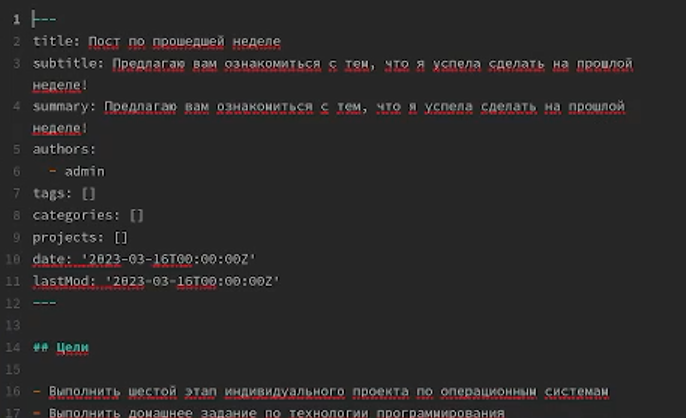 1 ---
2 title: Пост по прошедшей неделе
3 subtitle: Предлагаю вам ознакомиться с тем, что я успела сделать на прошлой
неделе!
4 summary: Предлагаю вам ознакомиться с тем, что я успела сделать на прошлой
неделе!
5 authors:
6 - admin
7 tags: []
8 categories: []
9 projects: []
10 date: '2023-03-16T00:00:00Z'
11 lastMod: '2023-03-16T00:00:00Z'
12 ---
13
14 ## Цели
15
16 - Выполнить шестой этап индивидуального проекта по операционным системам
17 - Выполнить домашнее задание по технологии программирования